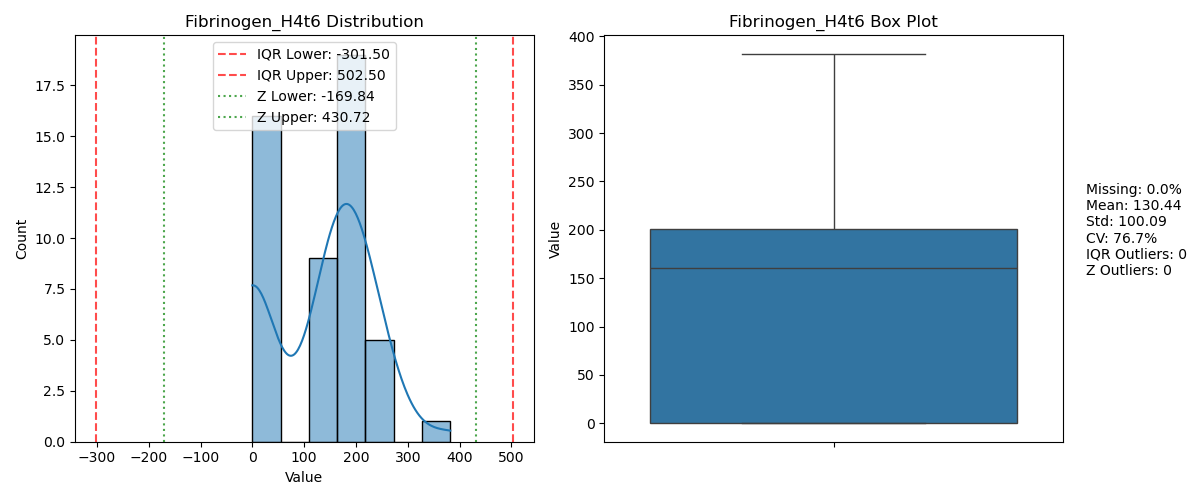 Fibrinogen_H4t6 Distribution
IQR Lower: -301.50
IQR Upper: 502.50
Z Lower: -169.84
Z Upper: 430.72
17.5
15.0
12.5
10.0
7.5
5.0
2.5
0.0
Count
−300
−200
−100
0
100
200
300
400
500
Value
Fibrinogen_H4t6 Box Plot
400
350
300
250
200
150
100
50
0
Value
Missing: 0.0%
Mean: 130.44
Std: 100.09
CV: 76.7%
IQR Outliers: 0
Z Outliers: 0